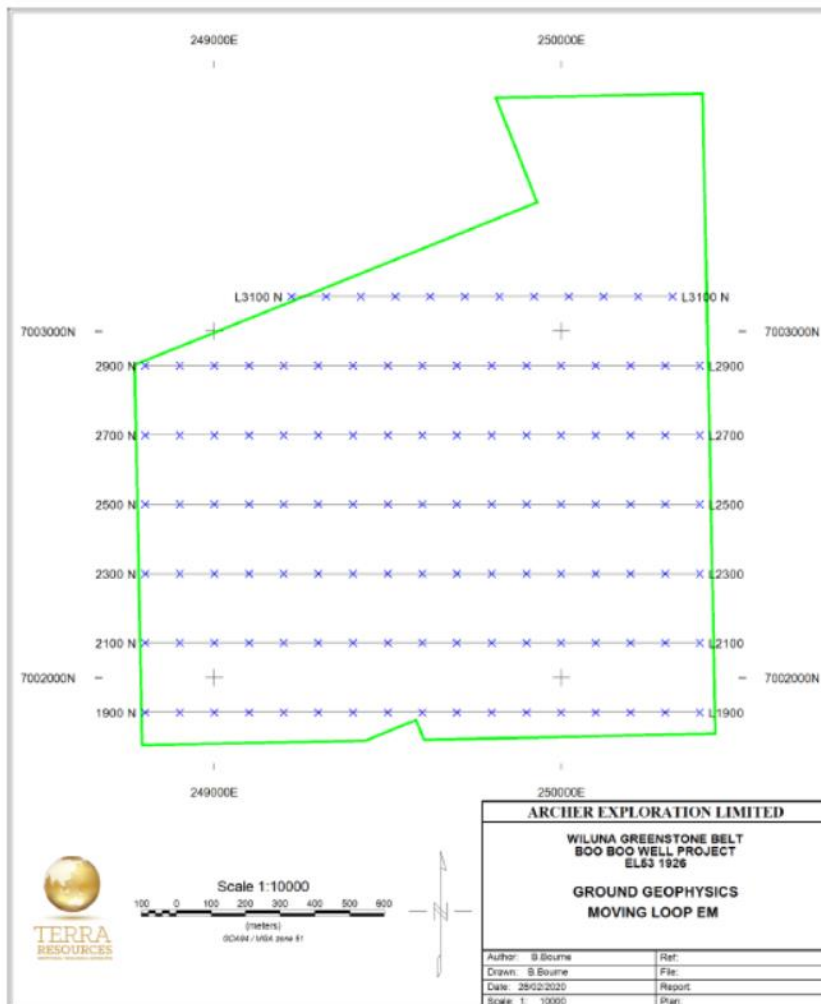 249000E 250000E
L3100 N L3100 N
7003000N 7003000N
2900 N L2900
2700 N L2700
2500 N L2500
2300 N L2300
2100 N L2100
7002000N 7002000N
1900 N L1900
249000E 250000E
ARCHER EXPLORATION LIMITED
WILUNA GREENSTONE BELT
BOO BOO WELL PROJECT
EL53 1926
GROUND GEOPHYSICS
MOVING LOOP EM
Scale 1:10000
100 0 100 200 300 400 500 600
(meters)
GDA94 / MGA zone 51
N
TERRA
RESOURCES
Author: B.Bourne Ref:
Drawn: B.Bourne File:
Date: 28/02/2020 Report:
Scale: 1: 10000 Plan: